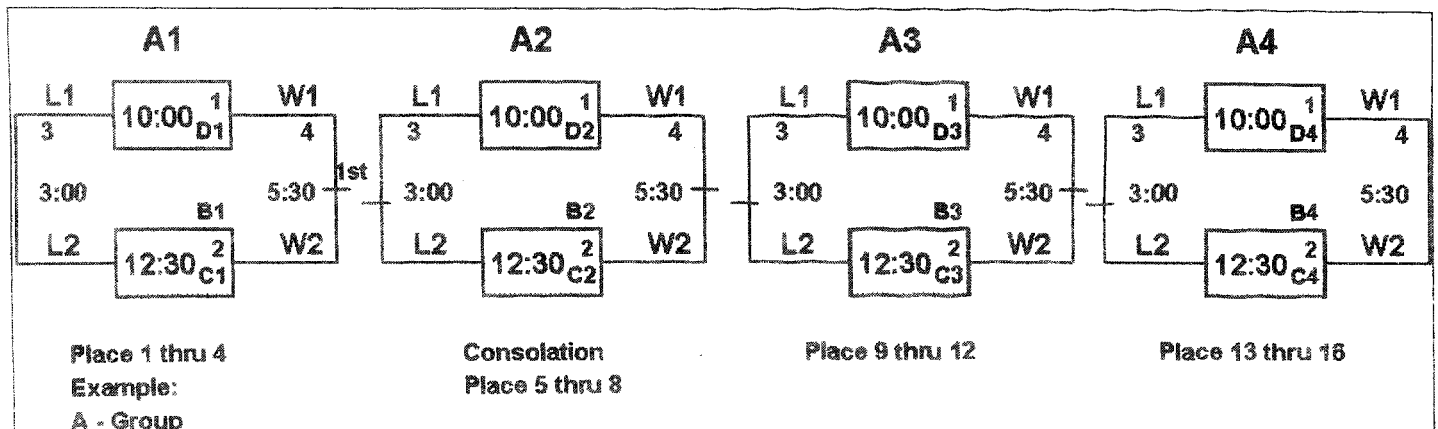 A1 A2 A3 A4
L1 10:00 1 W1 L1 10:00 1 W1 L1 10:00 1 W1 L1 10:00 1 W1
3 D1 4 3 D2 4 3 D3 4 3 D4 4
1st
3:00 5:30 3:00 5:30 3:00 5:30 3:00 5:30
B1 B2 B3 B4
L2 12:30 2 W2 L2 12:30 2 W2 L2 12:30 2 W2 L2 12:30 2 W2
C1 C2 C3 C4
Place 1 thru 4 Consolation Place 9 thru 12 Place 13 thru 16
Example: Place 5 thru 8
A - Group